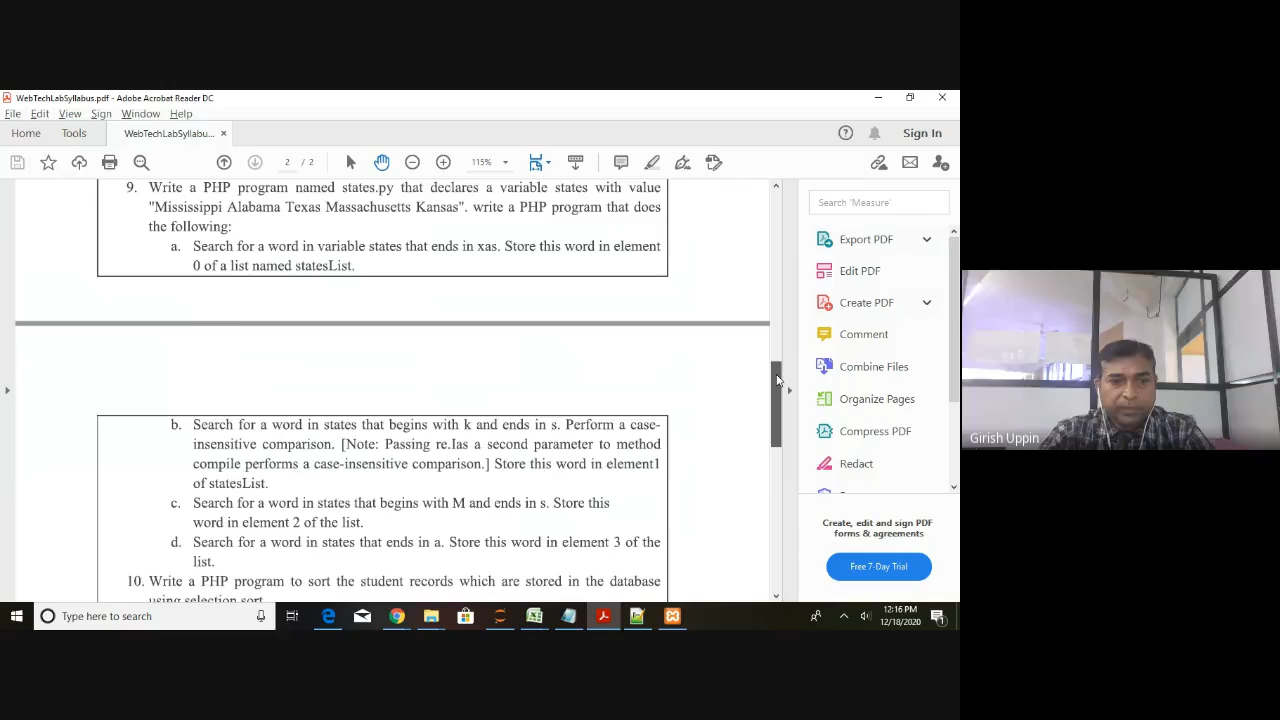 WebTechLabSyllabus.pdf - Adobe Acrobat Reader DC
File Edit View Sign Window Help
Home Tools WebTechLabSyllabu... × Sign In
2 / 2 115%
9. Write a PHP program named states.py that declares a variable states with value
"Mississippi Alabama Texas Massachusetts Kansas". write a PHP program that does
the following:
a. Search for a word in variable states that ends in xas. Store this word in element
0 of a list named statesList.
b. Search for a word in states that begins with k and ends in s. Perform a case-
insensitive comparison. [Note: Passing re.Ias a second parameter to method
compile performs a case-insensitive comparison.] Store this word in element1
of statesList.
c. Search for a word in states that begins with M and ends in s. Store this
word in element 2 of the list.
d. Search for a word in states that ends in a. Store this word in element 3 of the
list.
10. Write a PHP program to sort the student records which are stored in the database
using selection sort
Search 'Measure'
Export PDF
Edit PDF
Create PDF
Comment
Combine Files
Organize Pages
Compress PDF
Redact
Create, edit and sign PDF
forms & agreements
Free 7-Day Trial
Girish Uppin
Type here to search
12:16 PM
12/18/2020
1